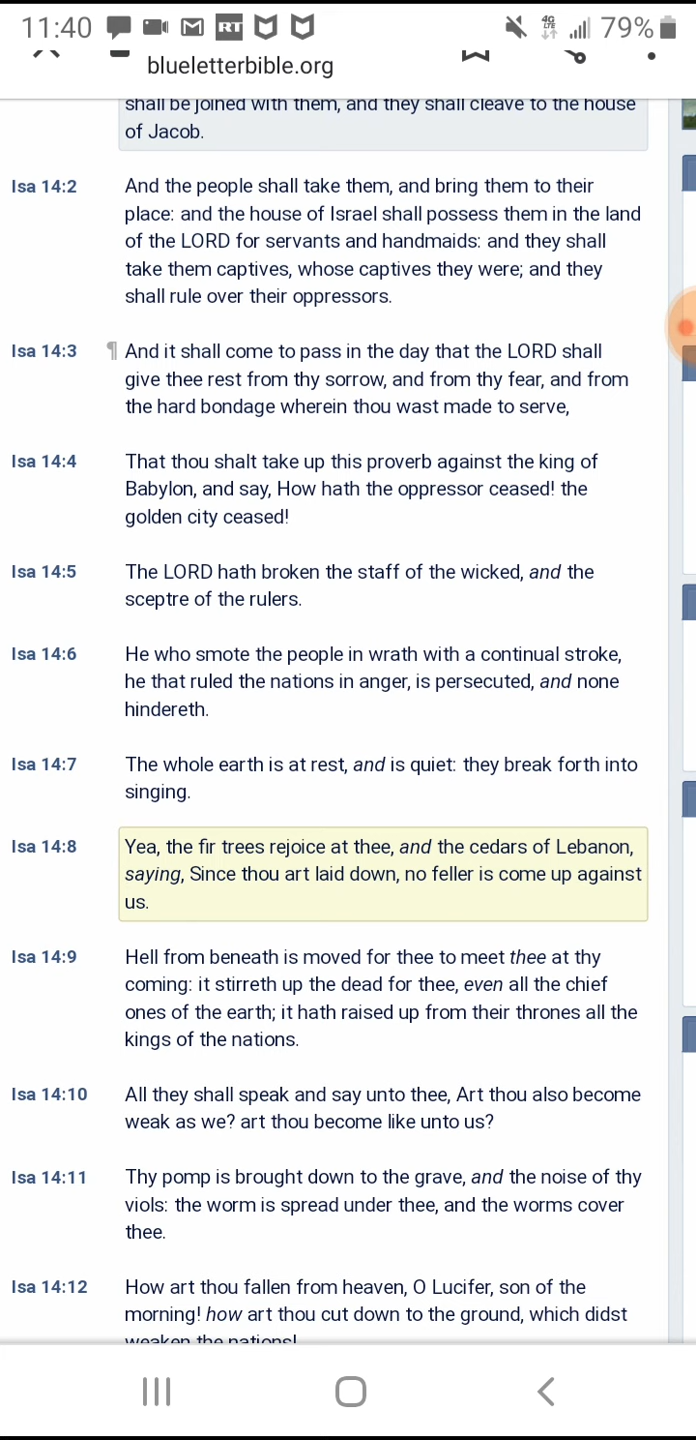 11:40
RT
4G
LTE
79%
blueletterbible.org
shall be joined with them, and they shall cleave to the house
of Jacob.
Isa 14:2 And the people shall take them, and bring them to their
place: and the house of Israel shall possess them in the land
of the LORD for servants and handmaids: and they shall
take them captives, whose captives they were; and they
shall rule over their oppressors.
Isa 14:3 ¶ And it shall come to pass in the day that the LORD shall
give thee rest from thy sorrow, and from thy fear, and from
the hard bondage wherein thou wast made to serve,
Isa 14:4 That thou shalt take up this proverb against the king of
Babylon, and say, How hath the oppressor ceased! the
golden city ceased!
Isa 14:5 The LORD hath broken the staff of the wicked, and the
sceptre of the rulers.
Isa 14:6 He who smote the people in wrath with a continual stroke,
he that ruled the nations in anger, is persecuted, and none
hindereth.
Isa 14:7 The whole earth is at rest, and is quiet: they break forth into
singing.
Isa 14:8 Yea, the fir trees rejoice at thee, and the cedars of Lebanon,
saying, Since thou art laid down, no feller is come up against
us.
Isa 14:9 Hell from beneath is moved for thee to meet thee at thy
coming: it stirreth up the dead for thee, even all the chief
ones of the earth; it hath raised up from their thrones all the
kings of the nations.
Isa 14:10 All they shall speak and say unto thee, Art thou also become
weak as we? art thou become like unto us?
Isa 14:11 Thy pomp is brought down to the grave, and the noise of thy
viols: the worm is spread under thee, and the worms cover
thee.
Isa 14:12 How art thou fallen from heaven, O Lucifer, son of the
morning! how art thou cut down to the ground, which didst
weaken the nations!